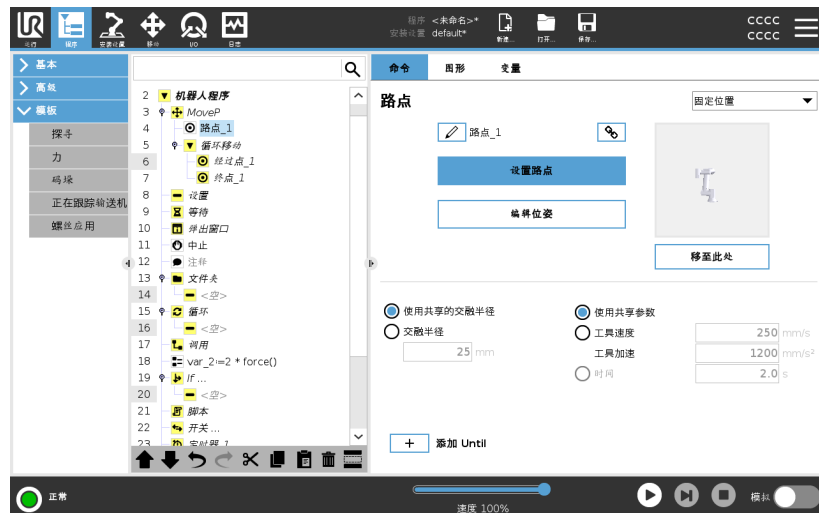 程序 <未命名>*
安装设置 default*
新建... 打开... 保存...
CCCC
CCCC
运行 程序 安装设置 移动 I/O 日志
基本
高级
模板
探寻
力
码垛
正在跟踪输送机
螺丝应用
2 机器人程序
3 MoveP
4 路点_1
5 循环移动
6 经过点_1
7 终点_1
8 设置
9 等待
10 弹出窗口
11 中止
12 注释
13 文件夹
14 <空>
15 循环
16 <空>
17 调用
18 var_2:=2 * force()
19 If ...
20 <空>
21 脚本
22 开关 ...
23 定时器_1
命令 图形 变量
路点
固定位置
路点_1
设置路点
编辑位姿
移至此处
使用共享的交融半径
交融半径
25 mm
使用共享参数
工具速度 250 mm/s
工具加速 1200 mm/s²
时间 2.0 s
添加 Until
正常
速度 100%
模拟